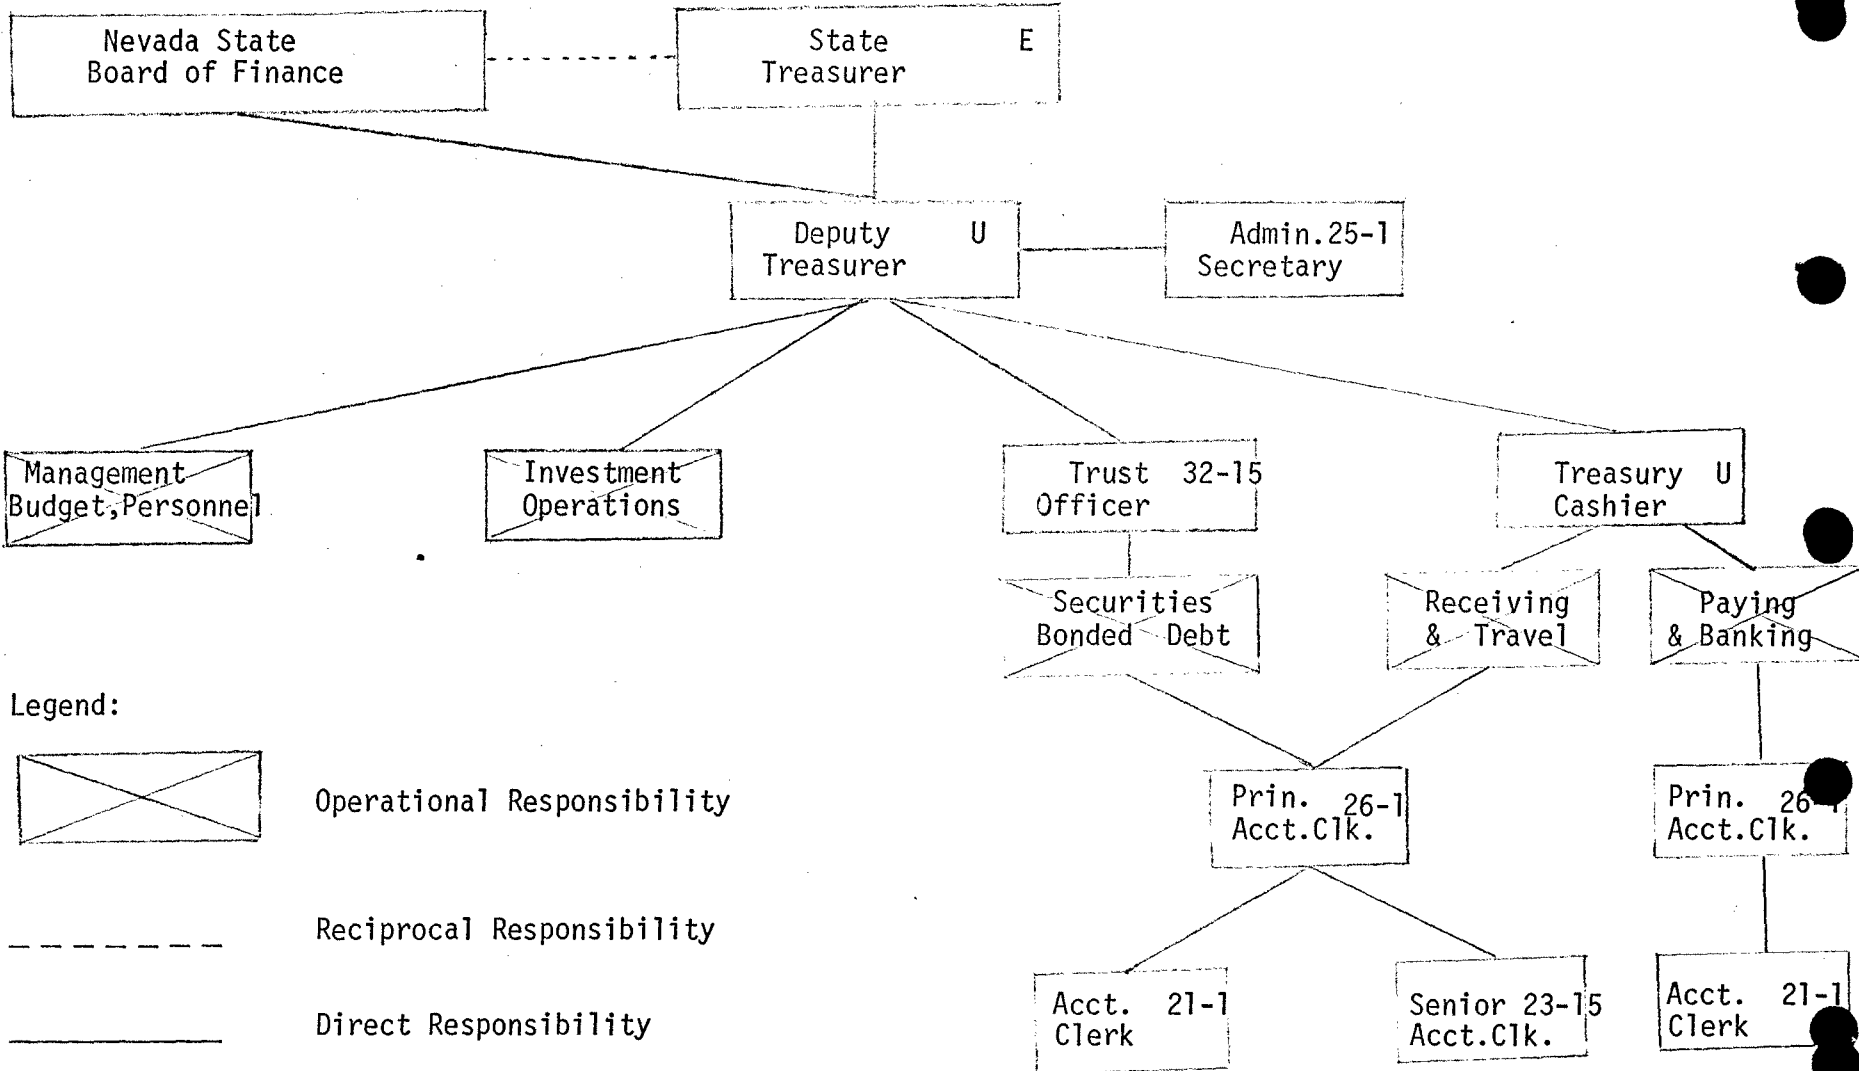 Nevada State
Board of Finance
State E
Treasurer
Deputy U
Treasurer
Admin.25-1
Secretary
Management
Budget,Personnel
Investment
Operations
Trust 32-15
Officer
Treasury U
Cashier
Securities
Bonded Debt
Receiving
& Travel
Paying
& Banking
Legend:
Operational Responsibility
Reciprocal Responsibility
Direct Responsibility
Prin. 26-1
Acct.Clk.
Prin. 26-1
Acct.Clk.
Acct. 21-1
Clerk
Senior 23-15
Acct.Clk.
Acct. 21-1
Clerk